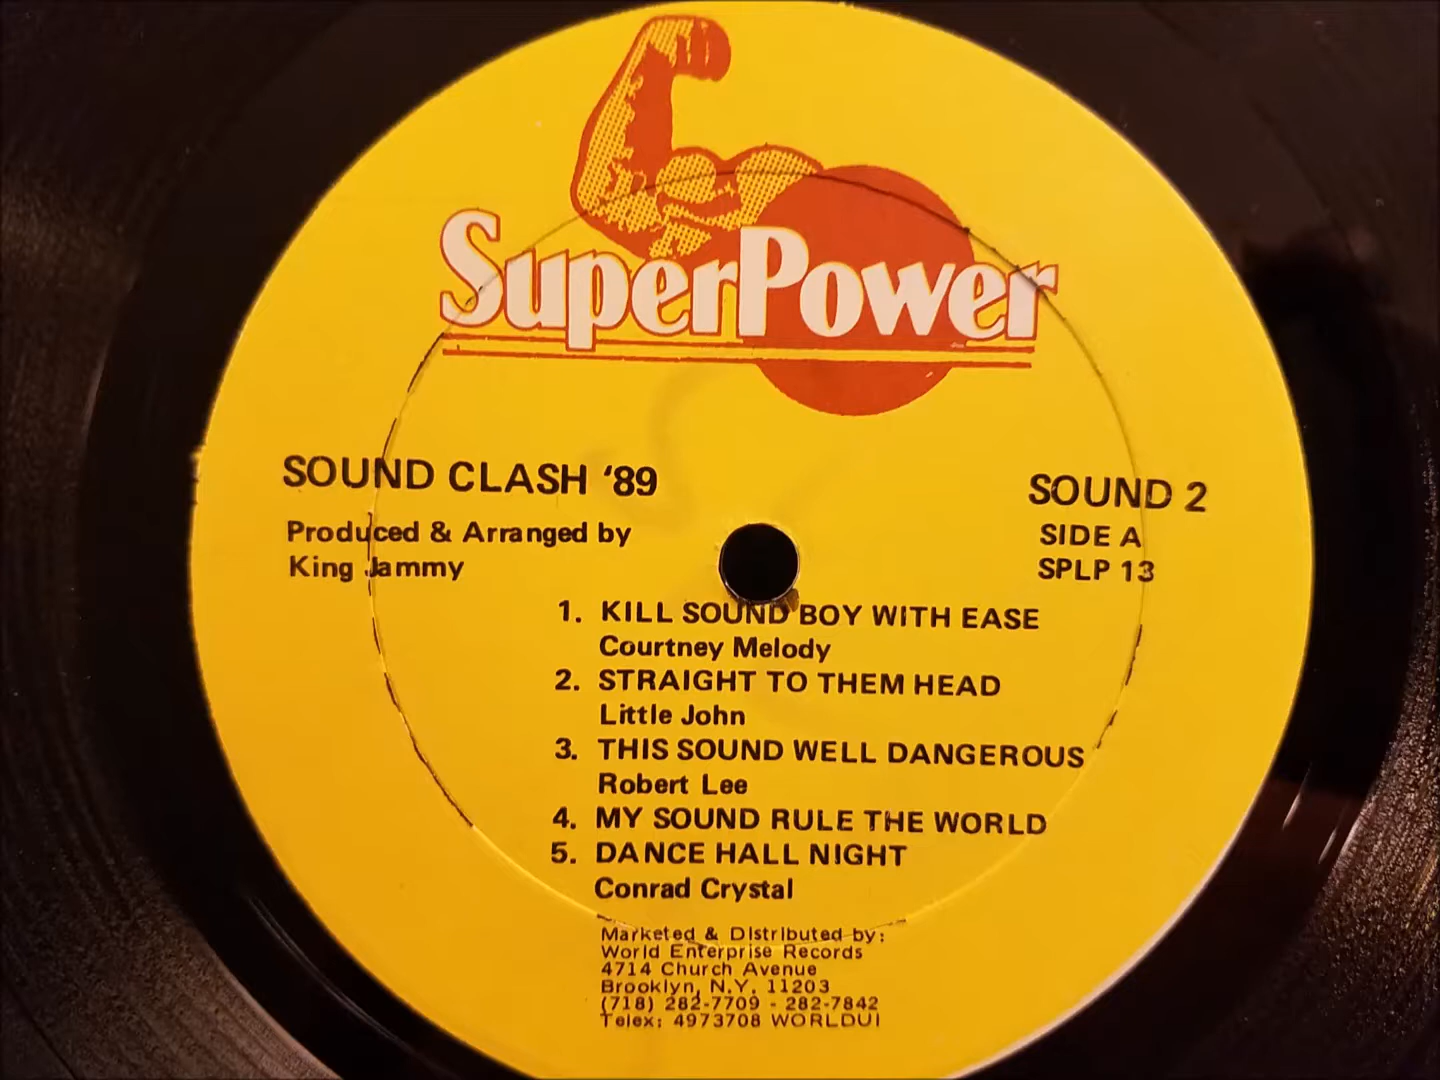 SuperPower
SOUND CLASH ‘89
Produced & Arranged by
King Jammy
SOUND 2
SIDE A
SPLP 13
1. KILL SOUND BOY WITH EASE
Courtney Melody
2. STRAIGHT TO THEM HEAD
Little John
3. THIS SOUND WELL DANGEROUS
Robert Lee
4. MY SOUND RULE THE WORLD
5. DANCE HALL NIGHT
Conrad Crystal
Marketed & Distributed by:
World Enterprise Records
4714 Church Avenue
Brooklyn, N.Y. 11203
(718) 282-7709 - 282-7842
Telex: 4973708 WORLDUI